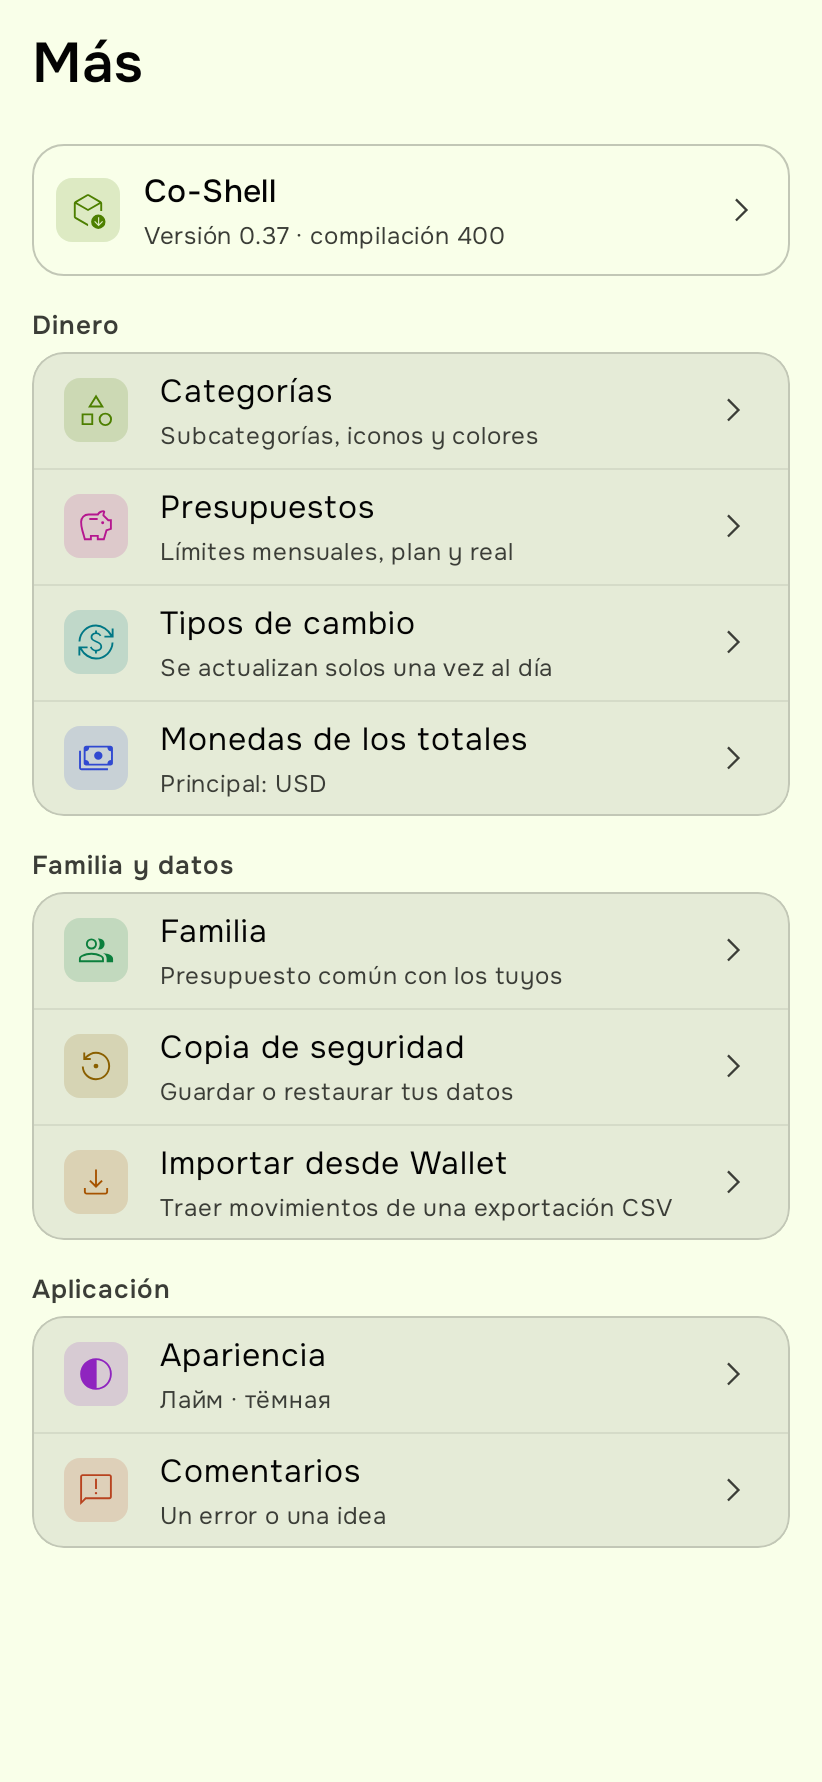 Más
Co-Shell
Versión 0.37 · compilación 400
Dinero
Categorías
Subcategorías, iconos y colores
Presupuestos
Límites mensuales, plan y real
Tipos de cambio
Se actualizan solos una vez al día
Monedas de los totales
Principal: USD
Familia y datos
Familia
Presupuesto común con los tuyos
Copia de seguridad
Guardar o restaurar tus datos
Importar desde Wallet
Traer movimientos de una exportación CSV
Aplicación
Apariencia
Лайм · тёмная
Comentarios
Un error o una idea